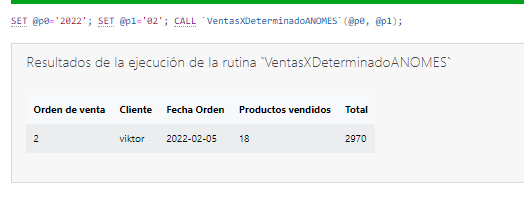 SET @p0='2022'; SET @p1='02'; CALL `VentasXDeterminadoANOMES`(@p0, @p1);
Resultados de la ejecución de la rutina `VentasXDeterminadoANOMES`
Orden de venta Cliente Fecha Orden Productos vendidos Total
2 viktor 2022-02-05 18 2970